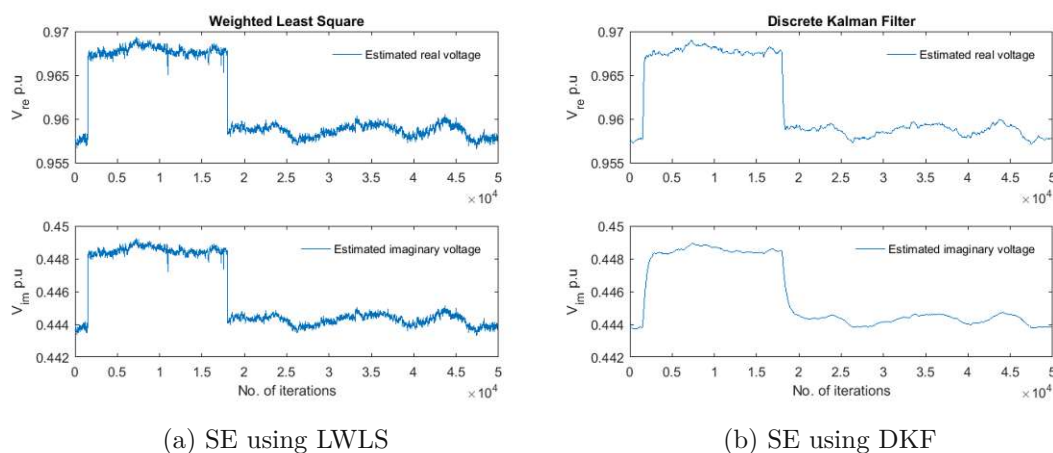 Weighted Least Square
0.97
0.965
0.96
0.955
V_re p.u
Estimated real voltage
0 0.5 1 1.5 2 2.5 3 3.5 4 4.5 5
×10^4
0.45
0.448
0.446
0.444
0.442
V_im p.u
Estimated imaginary voltage
0 0.5 1 1.5 2 2.5 3 3.5 4 4.5 5
No. of iterations
×10^4
(a) SE using LWLS
Discrete Kalman Filter
0.97
0.965
0.96
0.955
V_re p.u
Estimated real voltage
0 0.5 1 1.5 2 2.5 3 3.5 4 4.5 5
×10^4
0.45
0.448
0.446
0.444
0.442
V_im p.u
Estimated imaginary voltage
0 0.5 1 1.5 2 2.5 3 3.5 4 4.5 5
No. of iterations
×10^4
(b) SE using DKF